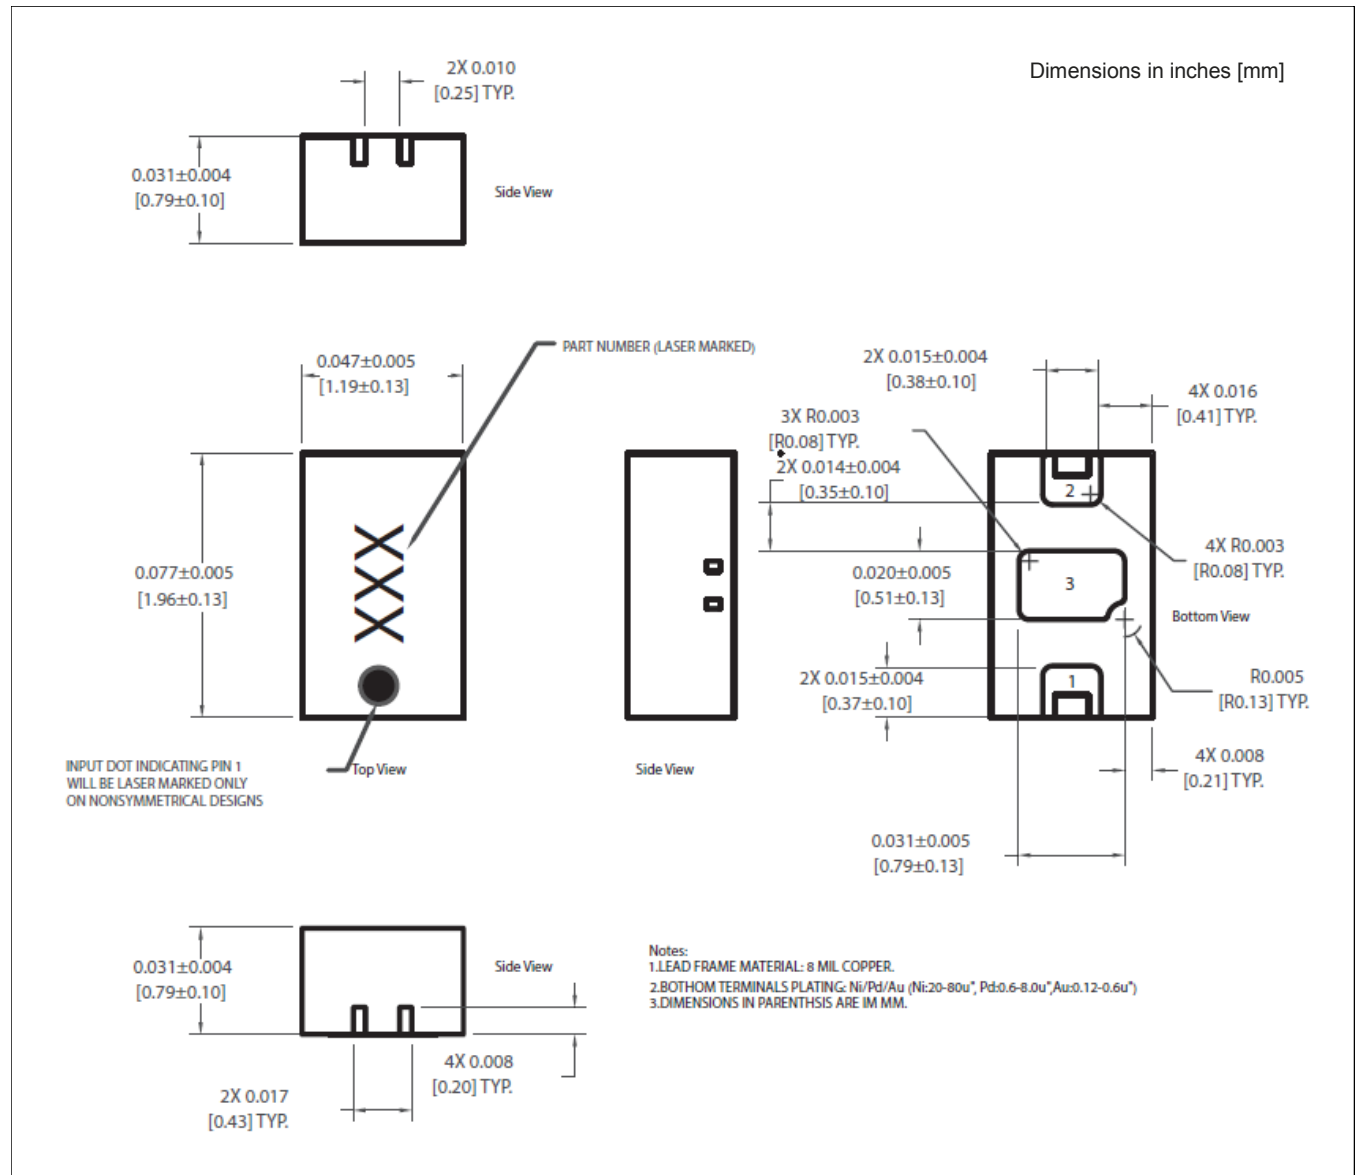 Dimensions in inches [mm]
2X 0.010
[0.25] TYP.
0.031±0.004
[0.79±0.10]
Side View
PART NUMBER (LASER MARKED)
0.047±0.005
[1.19±0.13]
2X 0.015±0.004
[0.38±0.10]
4X 0.016
[0.41] TYP.
3X R0.003
[R0.08] TYP.
2X 0.014±0.004
[0.35±0.10]
2
XXX
0.077±0.005
[1.96±0.13]
0.020±0.005
[0.51±0.13]
3
4X R0.003
[R0.08] TYP.
Bottom View
2X 0.015±0.004
[0.37±0.10]
1
R0.005
[R0.13] TYP.
INPUT DOT INDICATING PIN 1
WILL BE LASER MARKED ONLY
ON NONSYMMETRICAL DESIGNS
Top View
Side View
4X 0.008
[0.21] TYP.
0.031±0.005
[0.79±0.13]
0.031±0.004
[0.79±0.10]
Side View
4X 0.008
[0.20] TYP.
2X 0.017
[0.43] TYP.
Notes:
1.LEAD FRAME MATERIAL: 8 MIL COPPER.
2.BOTHOM TERMINALS PLATING: Ni/Pd/Au (Ni:20-80u", Pd:0.6-8.0u",Au:0.12-0.6u")
3.DIMENSIONS IN PARENTHSIS ARE IM MM.